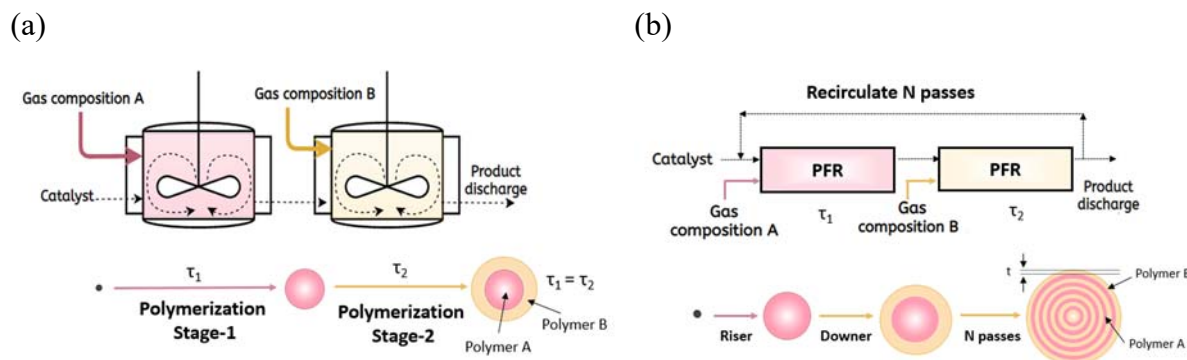 (a)
Gas composition A
Gas composition B
Catalyst
Product
discharge
τ1
τ2
τ1 = τ2
Polymerization
Stage-1
Polymerization
Stage-2
Polymer B
Polymer A
(b)
Recirculate N passes
Catalyst
PFR
PFR
Product
discharge
Gas
composition A
τ1
Gas
composition B
τ2
t
Polymer B
Riser
Downer
N passes
Polymer A